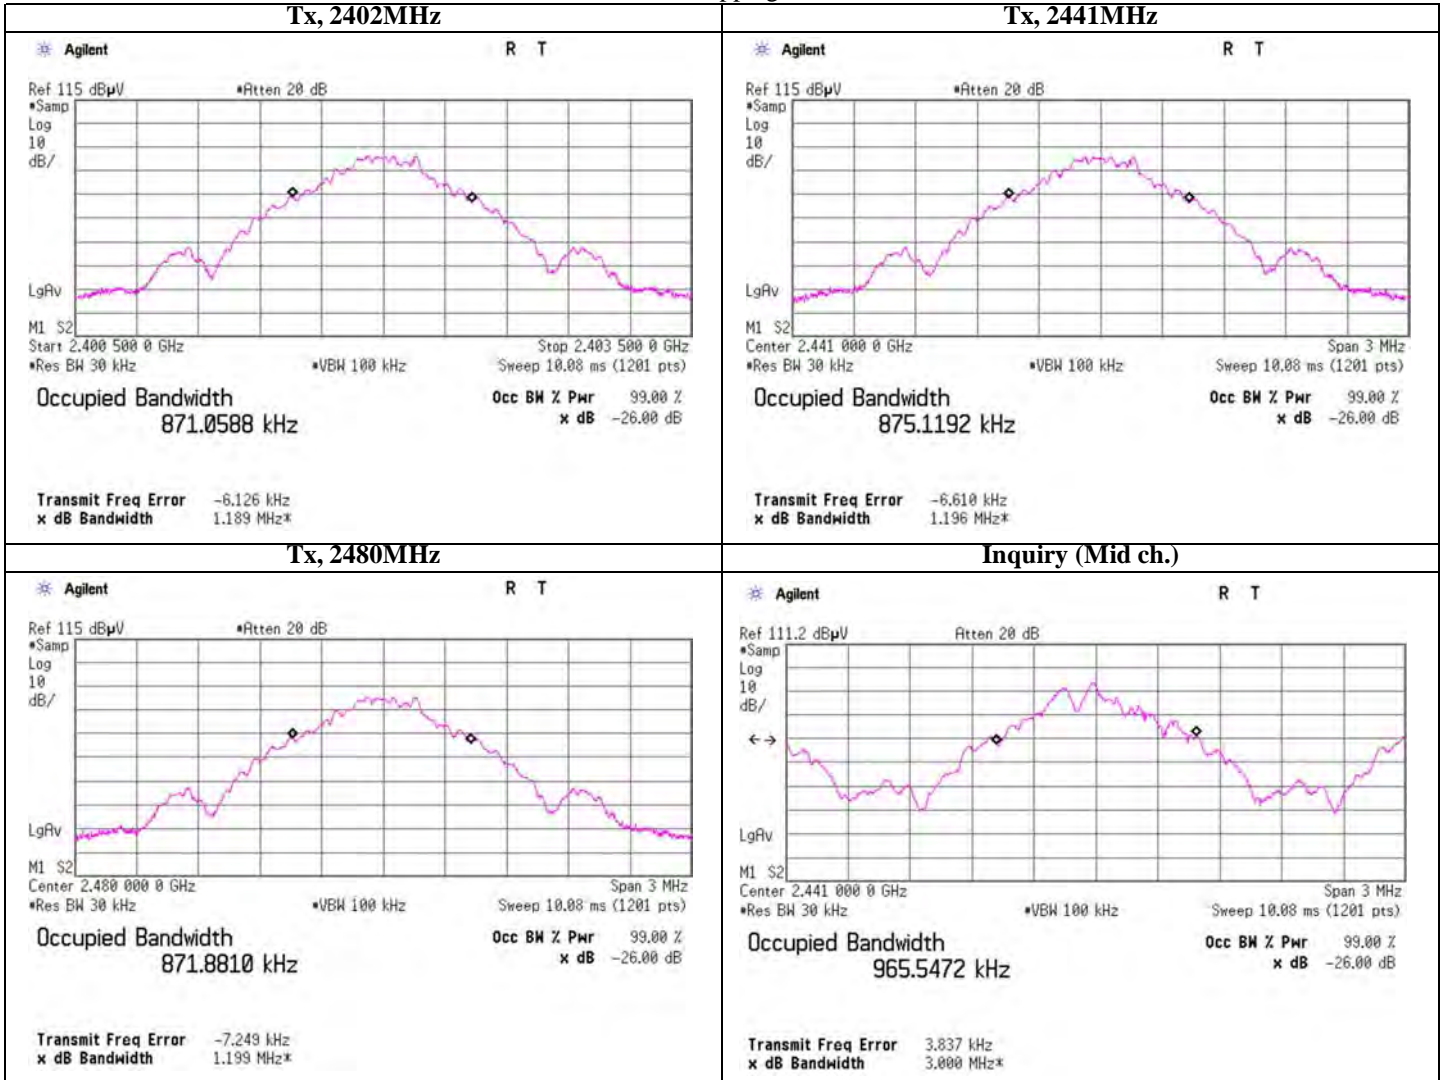 Tx, 2402MHz
Agilent R T
Ref 115 dBµV *Atten 20 dB
*Samp
Log
10
dB/
LgAv
M1 S2
Start 2.400 500 0 GHz Stop 2.403 500 0 GHz
*Res BW 30 kHz *VBW 100 kHz Sweep 10.08 ms (1201 pts)
Occupied Bandwidth Occ BW % Pwr 99.00 %
871.0588 kHz x dB -26.00 dB
Transmit Freq Error -6.126 kHz
x dB Bandwidth 1.189 MHz*
Tx, 2441MHz
Agilent R T
Ref 115 dBµV *Atten 20 dB
*Samp
Log
10
dB/
LgAv
M1 S2
Center 2.441 000 0 GHz Span 3 MHz
*Res BW 30 kHz *VBW 100 kHz Sweep 10.08 ms (1201 pts)
Occupied Bandwidth Occ BW % Pwr 99.00 %
875.1192 kHz x dB -26.00 dB
Transmit Freq Error -6.610 kHz
x dB Bandwidth 1.196 MHz*
Tx, 2480MHz
Agilent R T
Ref 115 dBµV *Atten 20 dB
*Samp
Log
10
dB/
LgAv
M1 S2
Center 2.480 000 0 GHz Span 3 MHz
*Res BW 30 kHz *VBW 100 kHz Sweep 10.08 ms (1201 pts)
Occupied Bandwidth Occ BW % Pwr 99.00 %
871.8810 kHz x dB -26.00 dB
Transmit Freq Error -7.249 kHz
x dB Bandwidth 1.199 MHz*
Inquiry (Mid ch.)
Agilent R T
Ref 111.2 dBµV Atten 20 dB
*Samp
Log
10
dB/
←→
LgAv
M1 S2
Center 2.441 000 0 GHz Span 3 MHz
*Res BW 30 kHz *VBW 100 kHz Sweep 10.08 ms (1201 pts)
Occupied Bandwidth Occ BW % Pwr 99.00 %
965.5472 kHz x dB -26.00 dB
Transmit Freq Error 3.837 kHz
x dB Bandwidth 3.000 MHz*